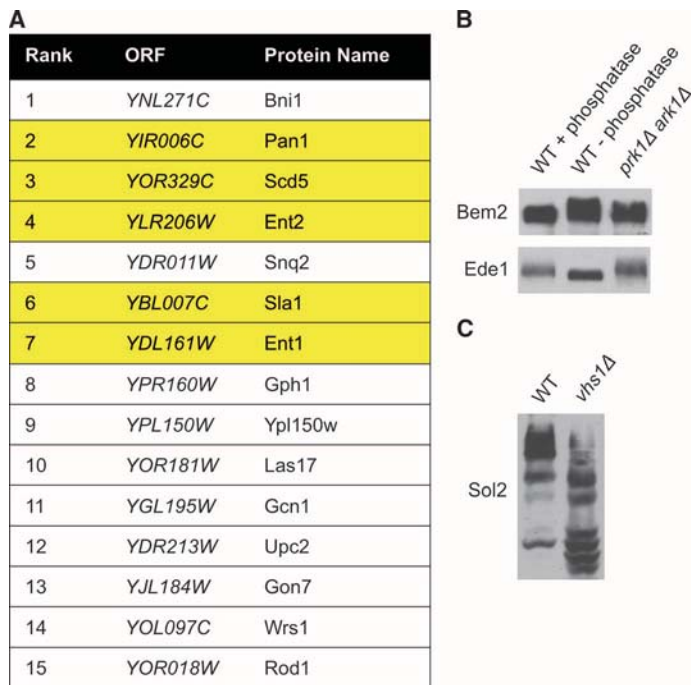 A
Rank ORF Protein Name
1 YNL271C Bni1
2 YIR006C Pan1
3 YOR329C Scd5
4 YLR206W Ent2
5 YDR011W Snq2
6 YBL007C Sla1
7 YDL161W Ent1
8 YPR160W Gph1
9 YPL150W Ypl150w
10 YOR181W Las17
11 YGL195W Gcn1
12 YDR213W Upc2
13 YJL184W Gon7
14 YOL097C Wrs1
15 YOR018W Rod1
B
WT + phosphatase
WT - phosphatase
prk1Δ ark1Δ
Bem2
Ede1
C
WT
vhs1Δ
Sol2